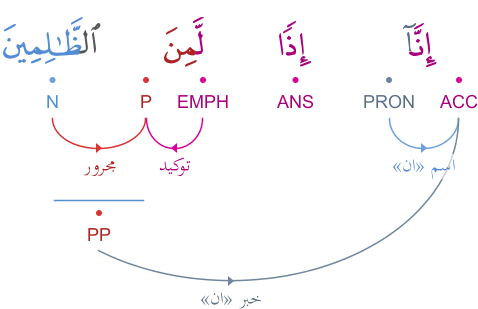 إِنَّآ إِذًا لَّمِنَ ٱلظَّـٰلِمِينَ
ACC PRON ANS EMPH P N
اسم «ان» توكيد مجرور
PP
خبر «ان»